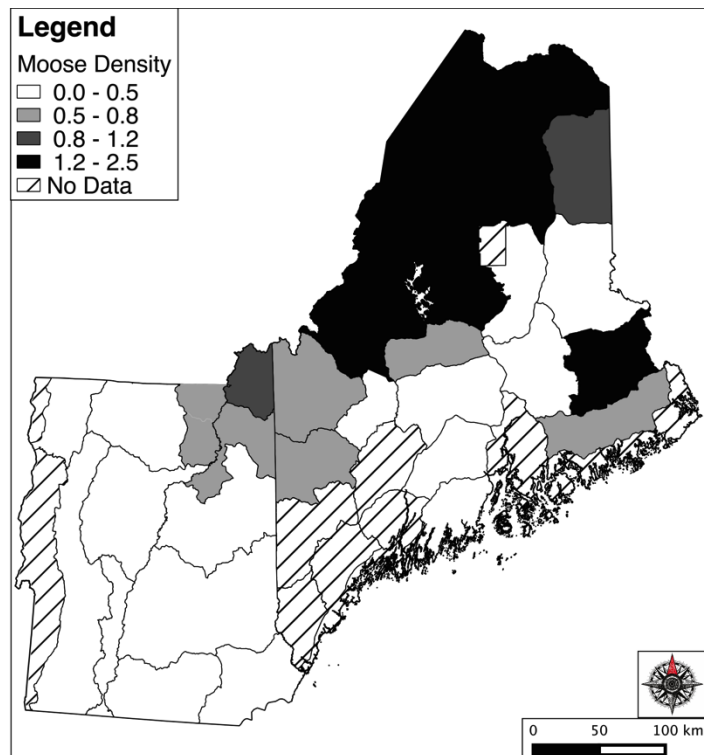 Legend
Moose Density
0.0 - 0.5
0.5 - 0.8
0.8 - 1.2
1.2 - 2.5
No Data
0 50 100 km